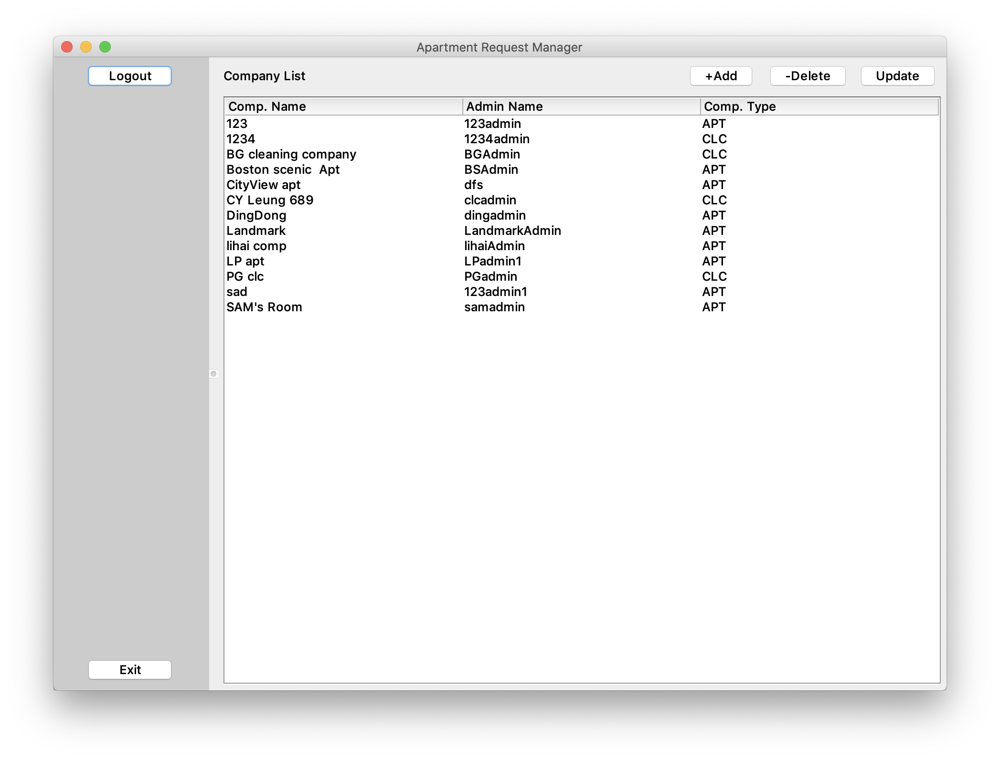 Apartment Request Manager
Logout
Company List +Add -Delete Update
Comp. Name Admin Name Comp. Type
123 123admin APT
1234 1234admin CLC
BG cleaning company BGAdmin CLC
Boston scenic  Apt BSAdmin APT
CityView apt dfs APT
CY Leung 689 clcadmin CLC
DingDong dingadmin APT
Landmark LandmarkAdmin APT
lihai comp lihaiAdmin APT
LP apt LPadmin1 APT
PG clc PGadmin CLC
sad 123admin1 APT
SAM's Room samadmin APT
Exit